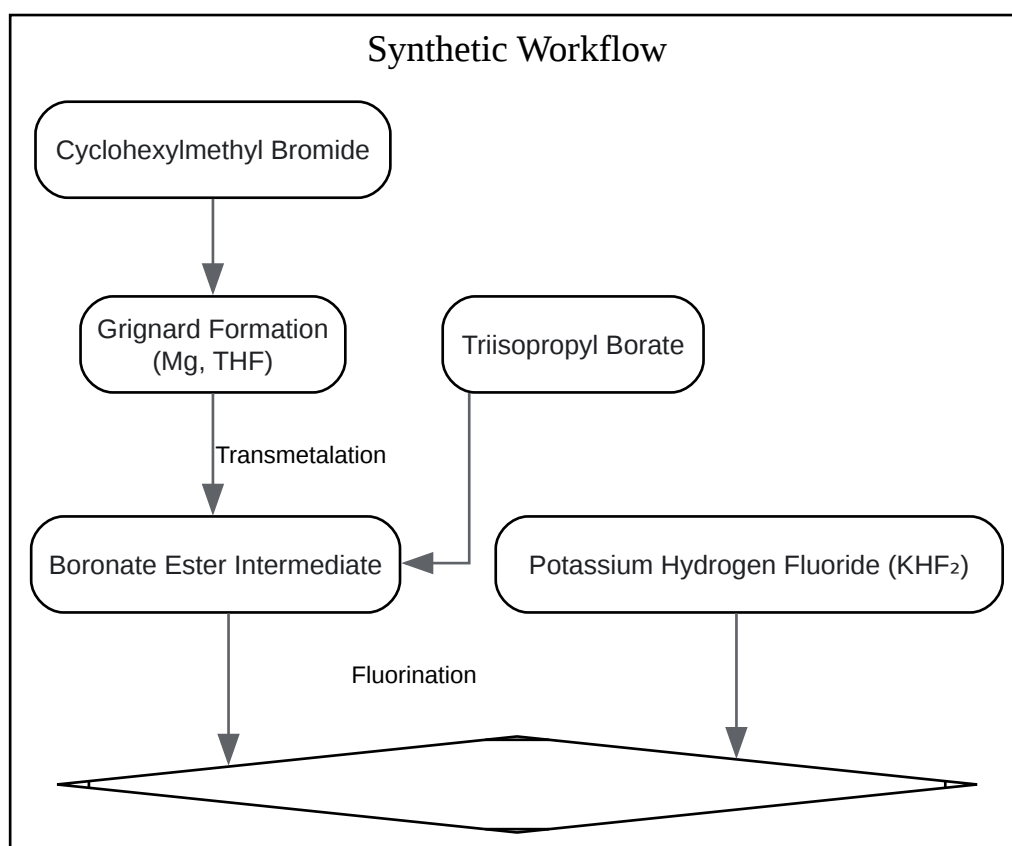 Synthetic Workflow
Cyclohexylmethyl Bromide
Grignard Formation
(Mg, THF)
Triisopropyl Borate
Transmetalation
Boronate Ester Intermediate
Potassium Hydrogen Fluoride (KHF₂)
Fluorination